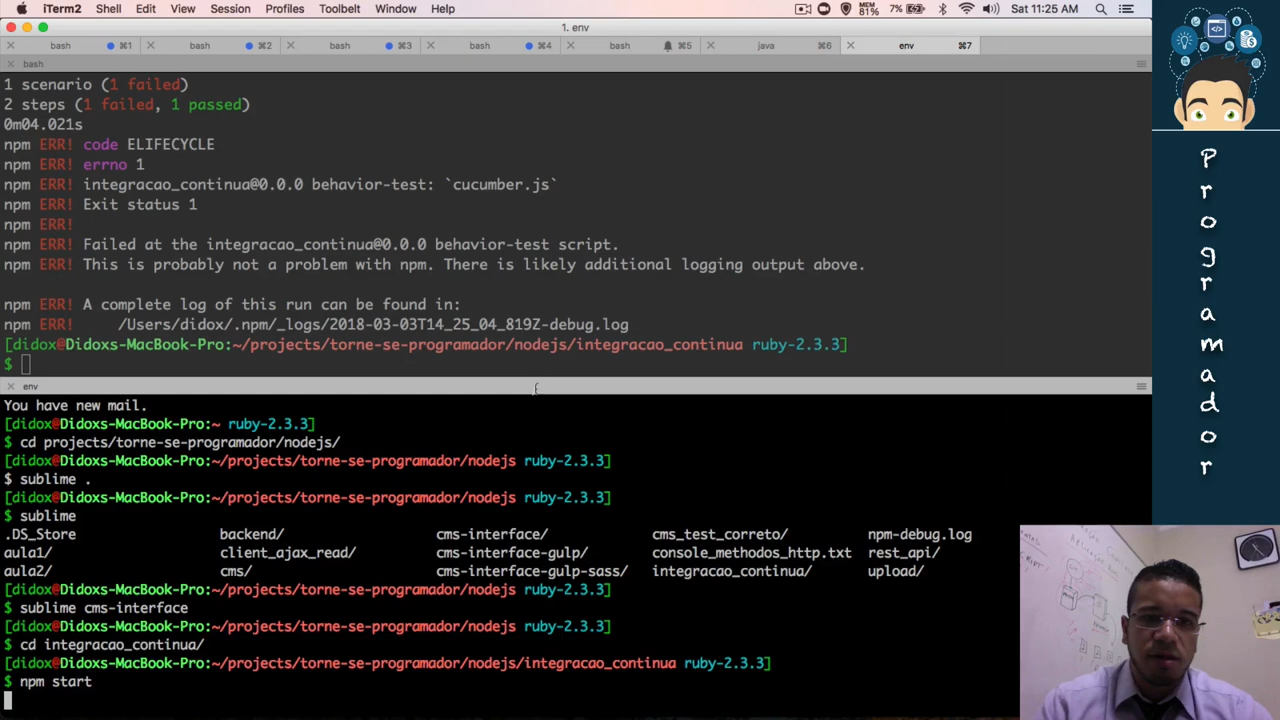 iTerm2 Shell Edit View Session Profiles Toolbelt Window Help MEM 81% 7% Sat 11:25 AM
1. env
bash ⌘1 bash ⌘2 bash ⌘3 bash ⌘4 bash ⌘5 java ⌘6 env ⌘7
bash
1 scenario (1 failed)
2 steps (1 failed, 1 passed)
0m04.021s
npm ERR! code ELIFECYCLE
npm ERR! errno 1
npm ERR! integracao_continua@0.0.0 behavior-test: `cucumber.js`
npm ERR! Exit status 1
npm ERR!
npm ERR! Failed at the integracao_continua@0.0.0 behavior-test script.
npm ERR! This is probably not a problem with npm. There is likely additional logging output above.
npm ERR! A complete log of this run can be found in:
npm ERR!     /Users/didox/.npm/_logs/2018-03-03T14_25_04_819Z-debug.log
[didox@Didoxs-MacBook-Pro:~/projects/torne-se-programador/nodejs/integracao_continua ruby-2.3.3]
$
env
You have new mail.
[didox@Didoxs-MacBook-Pro:~ ruby-2.3.3]
$ cd projects/torne-se-programador/nodejs/
[didox@Didoxs-MacBook-Pro:~/projects/torne-se-programador/nodejs ruby-2.3.3]
$ sublime .
[didox@Didoxs-MacBook-Pro:~/projects/torne-se-programador/nodejs ruby-2.3.3]
$ sublime
.DS_Store backend/ cms-interface/ cms_test_correto/ npm-debug.log
aula1/ client_ajax_read/ cms-interface-gulp/ console_methodos_http.txt rest_api/
aula2/ cms/ cms-interface-gulp-sass/ integracao_continua/ upload/
[didox@Didoxs-MacBook-Pro:~/projects/torne-se-programador/nodejs ruby-2.3.3]
$ sublime cms-interface
[didox@Didoxs-MacBook-Pro:~/projects/torne-se-programador/nodejs ruby-2.3.3]
$ cd integracao_continua/
[didox@Didoxs-MacBook-Pro:~/projects/torne-se-programador/nodejs/integracao_continua ruby-2.3.3]
$ npm start
Programador